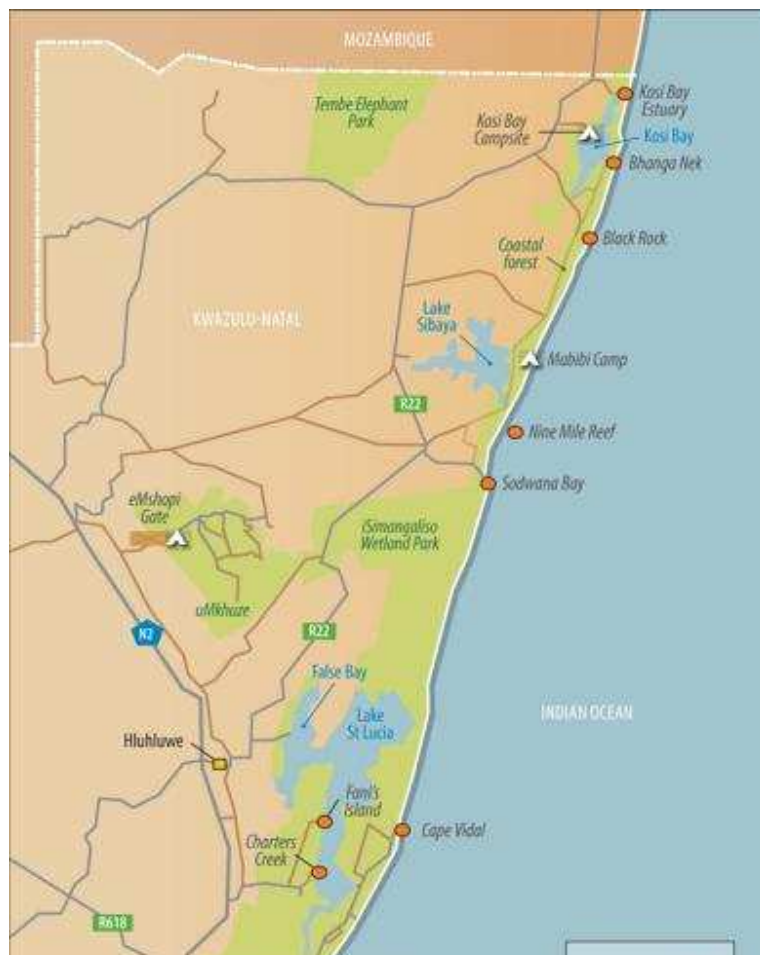 MOZAMBIQUE
Kosi Bay
Estuary
Tembe Elephant
Park
Kosi Bay
Campsite
Kosi Bay
Bhanga Nek
Black Rock
Coastal
forest
Lake
Sibaya
KWAZULU-NATAL
Mabibi Camp
R22
Nine Mile Reef
Sodwana Bay
eMshopi
Gate
iSimangaliso
Wetland Park
uMkhuze
N2
R22
False Bay
Lake
St Lucia
INDIAN OCEAN
Hluhluwe
Fani's
Island
Cape Vidal
Charters
Creek
R618